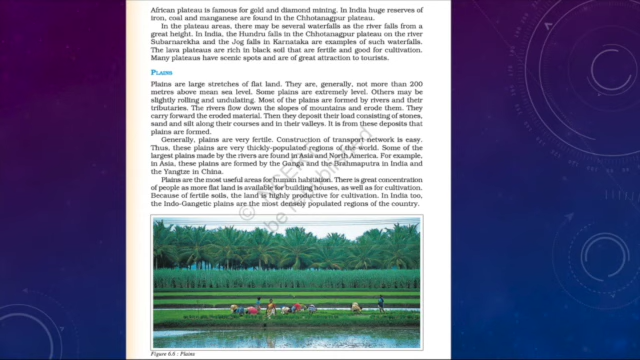 African plateau is famous for gold and diamond mining. In India huge reserves of
iron, coal and manganese are found in the Chhotanagpur plateau.
In the plateau areas, there may be several waterfalls as the river falls from a
great height. In India, the Hundru falls in the Chhotanagpur plateau on the river
Subarnarekha and the Jog falls in Karnataka are examples of such waterfalls.
The lava plateaus are rich in black soil that are fertile and good for cultivation.
Many plateaus have scenic spots and are of great attraction to tourists.
PLAINS
Plains are large stretches of flat land. They are, generally, not more than 200
metres above mean sea level. Some plains are extremely level. Others may be
slightly rolling and undulating. Most of the plains are formed by rivers and their
tributaries. The rivers flow down the slopes of mountains and erode them. They
carry forward the eroded material. Then they deposit their load consisting of stones,
sand and silt along their courses and in their valleys. It is from these deposits that
plains are formed.
Generally, plains are very fertile. Construction of transport network is easy.
Thus, these plains are very thickly-populated regions of the world. Some of the
largest plains made by the rivers are found in Asia and North America. For example,
in Asia, these plains are formed by the Ganga and the Brahmaputra in India and
the Yangtze in China.
Plains are the most useful areas for human habitation. There is great concentration
of people as more flat land is available for building houses, as well as for cultivation.
Because of fertile soils, the land is highly productive for cultivation. In India too,
the Indo-Gangetic plains are the most densely populated regions of the country.
Figure 6.6 : Plains